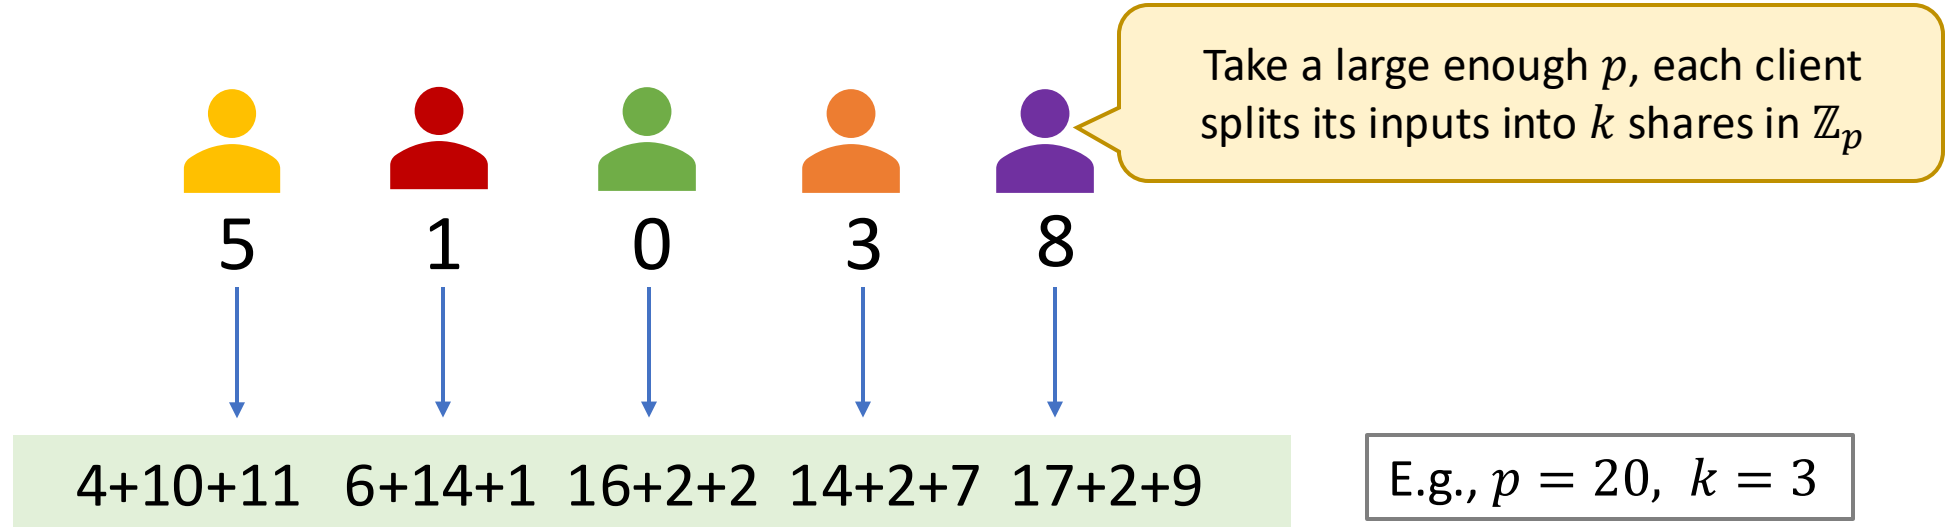 Take a large enough 𝑝, each client
splits its inputs into 𝑘 shares in ℤ𝑝
5 1 0 3 8
4+10+11 6+14+1 16+2+2 14+2+7 17+2+9
E.g., 𝑝 = 20, 𝑘 = 3